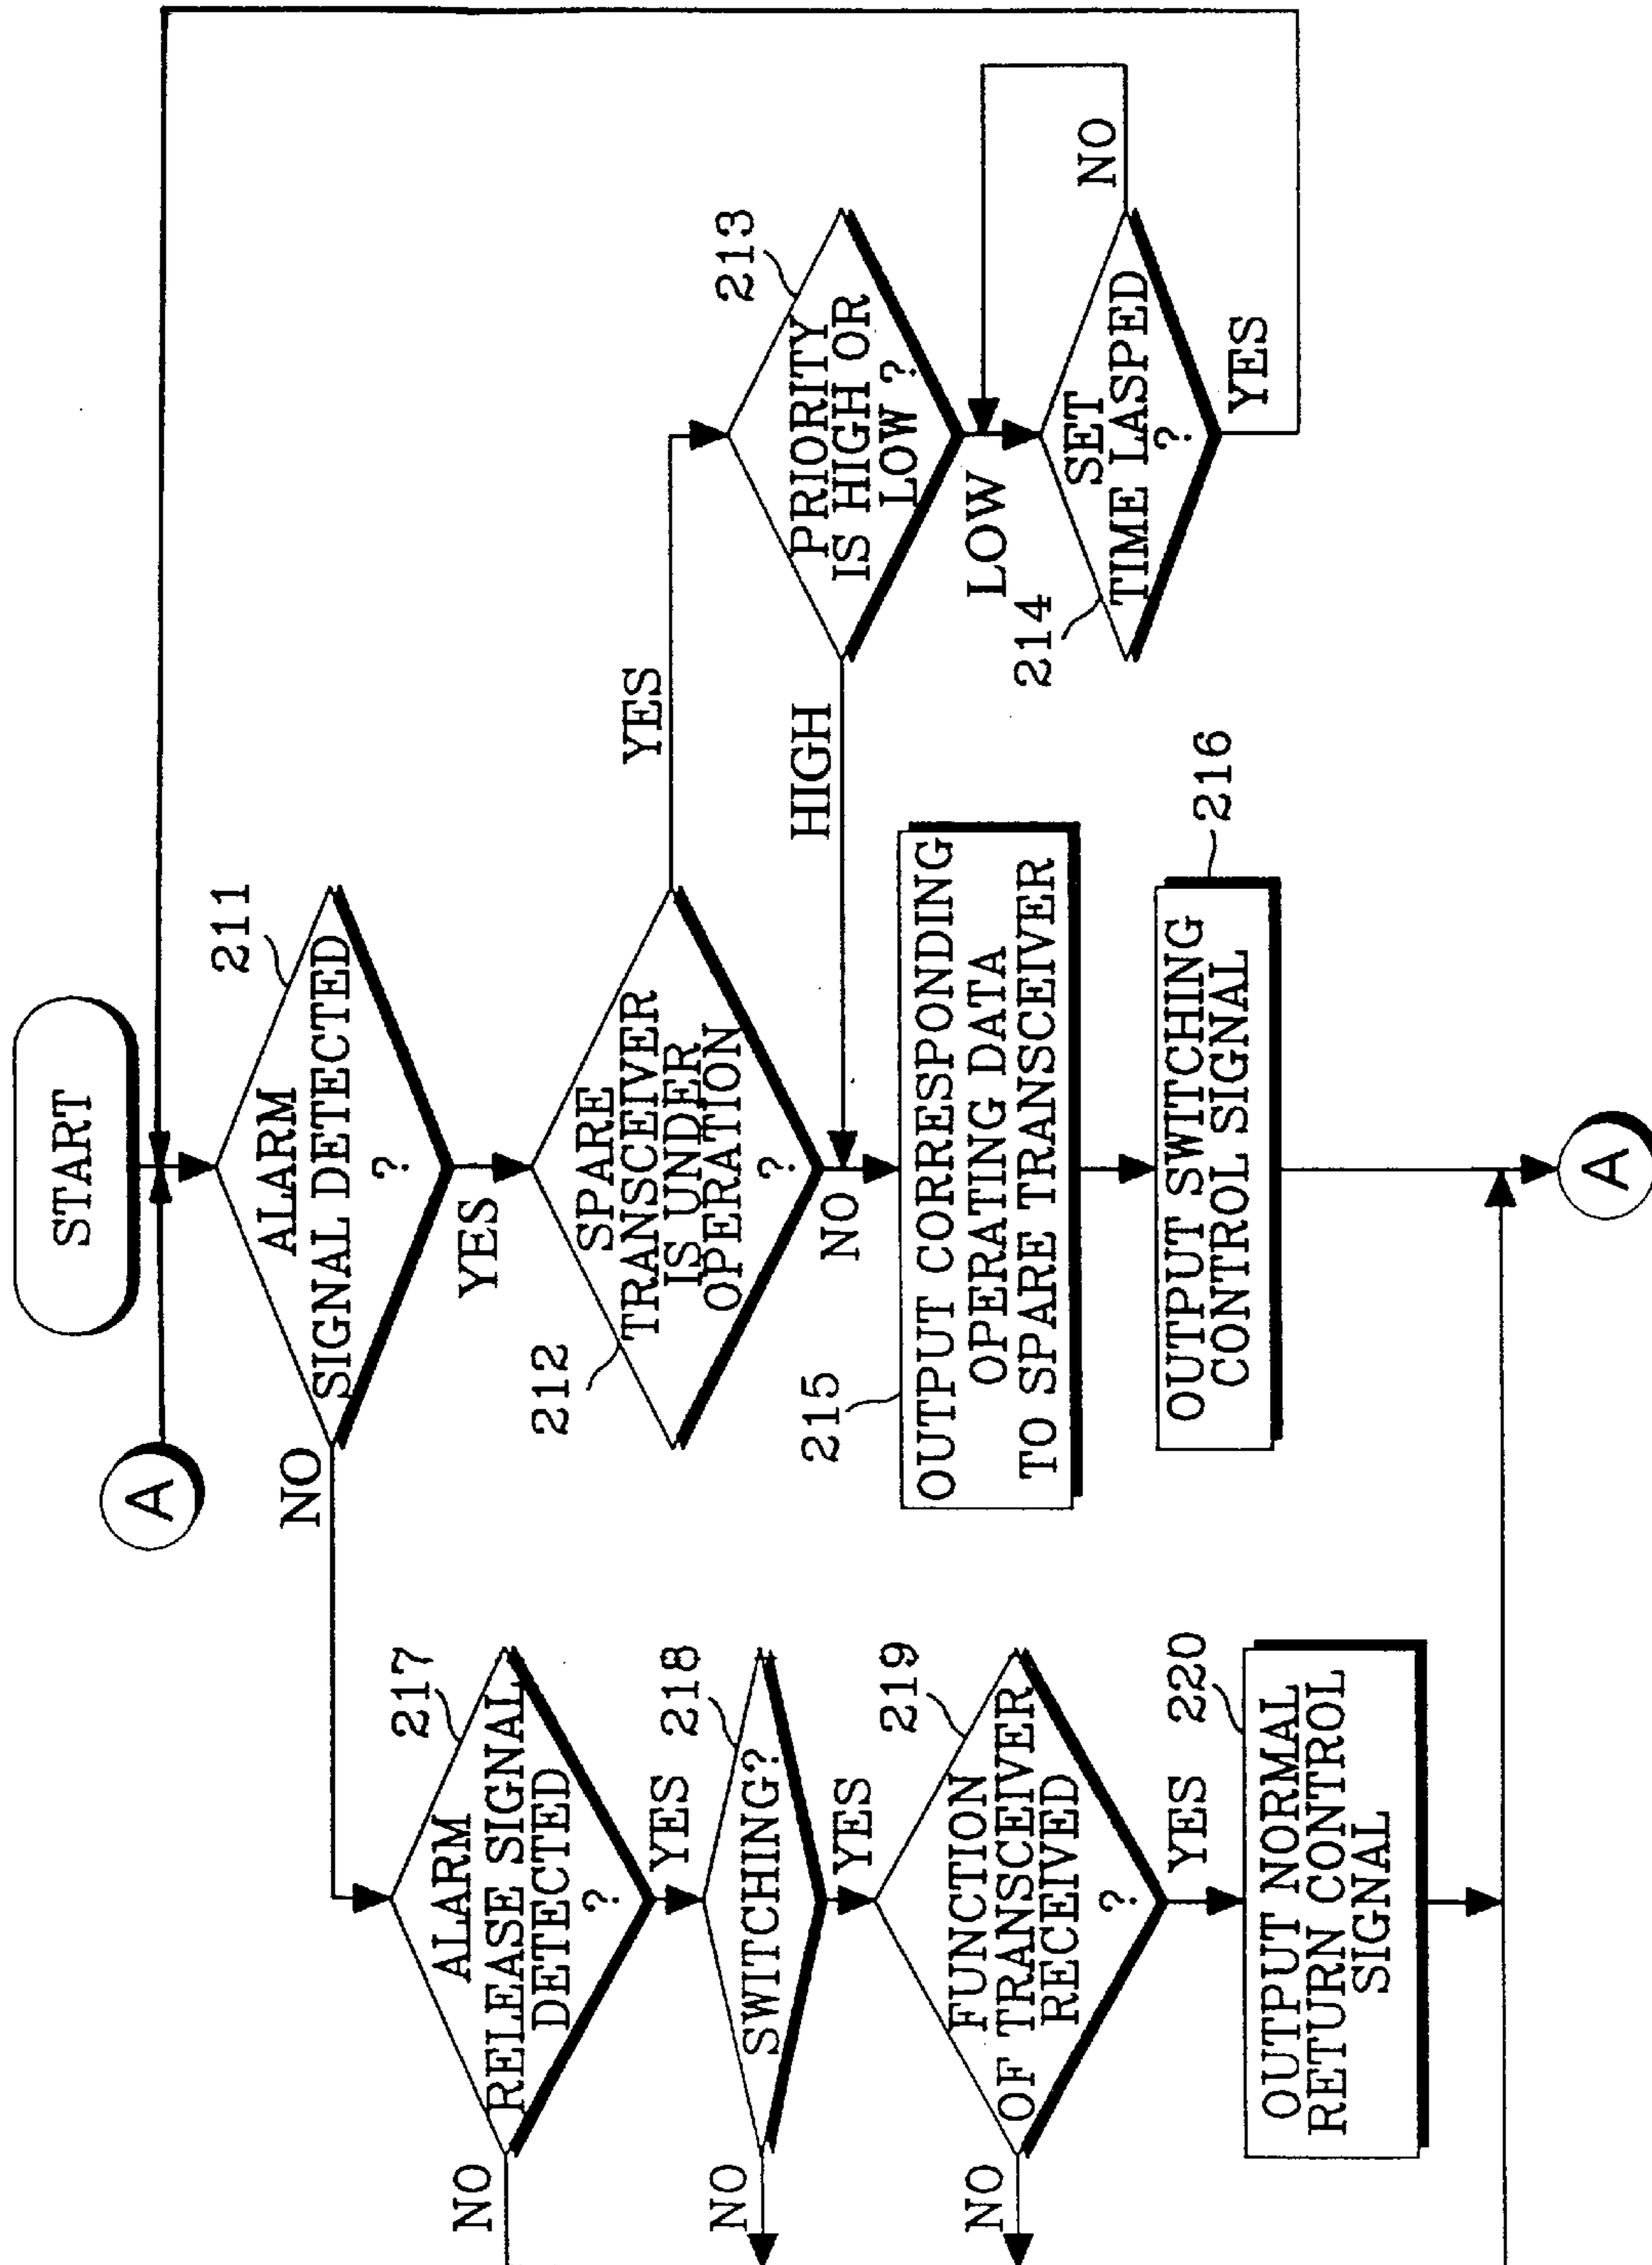 START
A
211
ALARM
SIGNAL DETECTED
?
NO
YES
212
SPARE
TRANSCEIVER
IS UNDER
OPERATION
?
YES
NO
213
PRIORITY
IS HIGH OR
LOW ?
HIGH
LOW
214
SET
TIME LASPED
?
NO
YES
215
OUTPUT CORRESPONDING
OPERATING DATA
TO SPARE TRANSCEIVER
216
OUTPUT SWITCHING
CONTROL SIGNAL
A
217
ALARM
RELEASE SIGNAL
DETECTED
?
NO
YES
218
SWITCHING?
NO
YES
219
FUNCTION
OF TRANSCEIVER
RECEIVED
?
NO
YES
220
OUTPUT NORMAL
RETURN CONTROL
SIGNAL